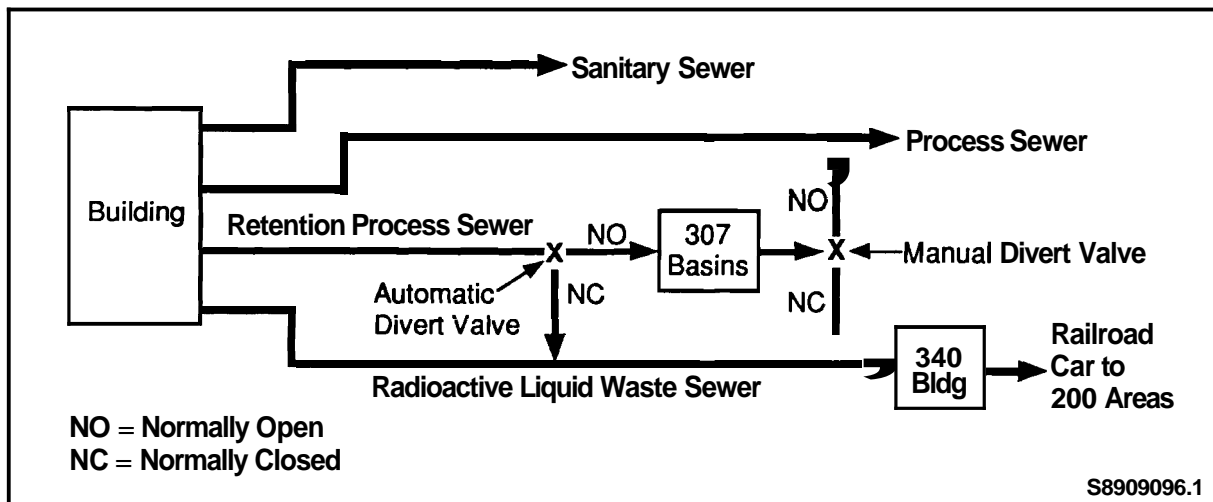 Sanitary Sewer
Process Sewer
Building
NO
Retention Process Sewer
NO
307
Basins
X
X
Manual Divert Valve
Automatic
Divert Valve
NC
NC
Radioactive Liquid Waste Sewer
340
Bldg
Railroad
Car to
200 Areas
NO = Normally Open
NC = Normally Closed
S8909096.1